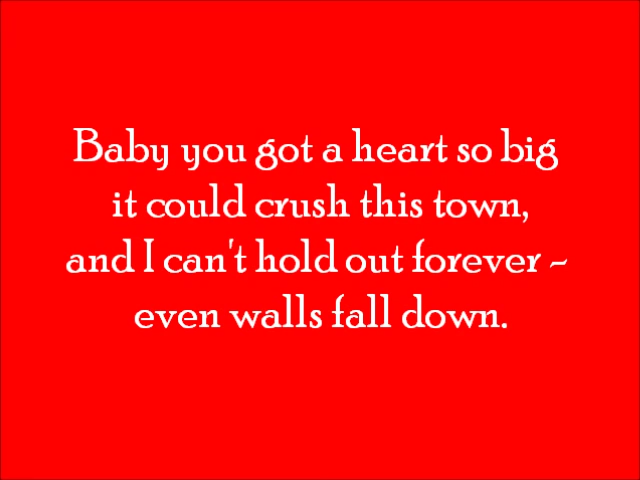 Baby you got a heart so big
it could crush this town,
and I can't hold out forever -
even walls fall down.